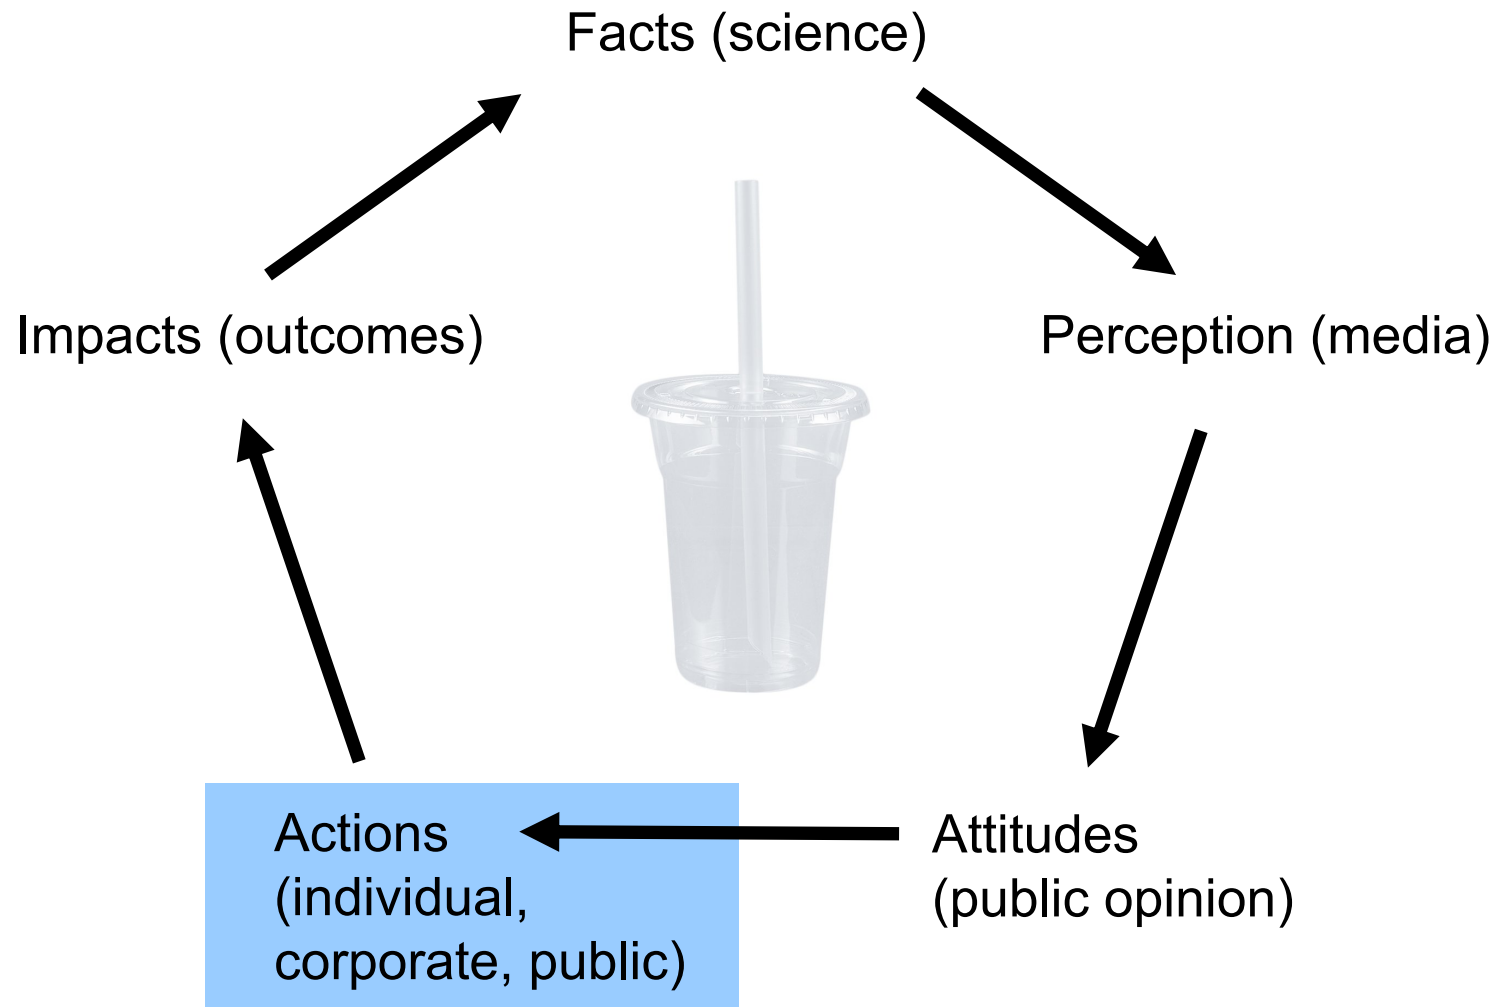 Facts (science)
Impacts (outcomes)
Perception (media)
Actions
(individual,
corporate, public)
Attitudes
(public opinion)